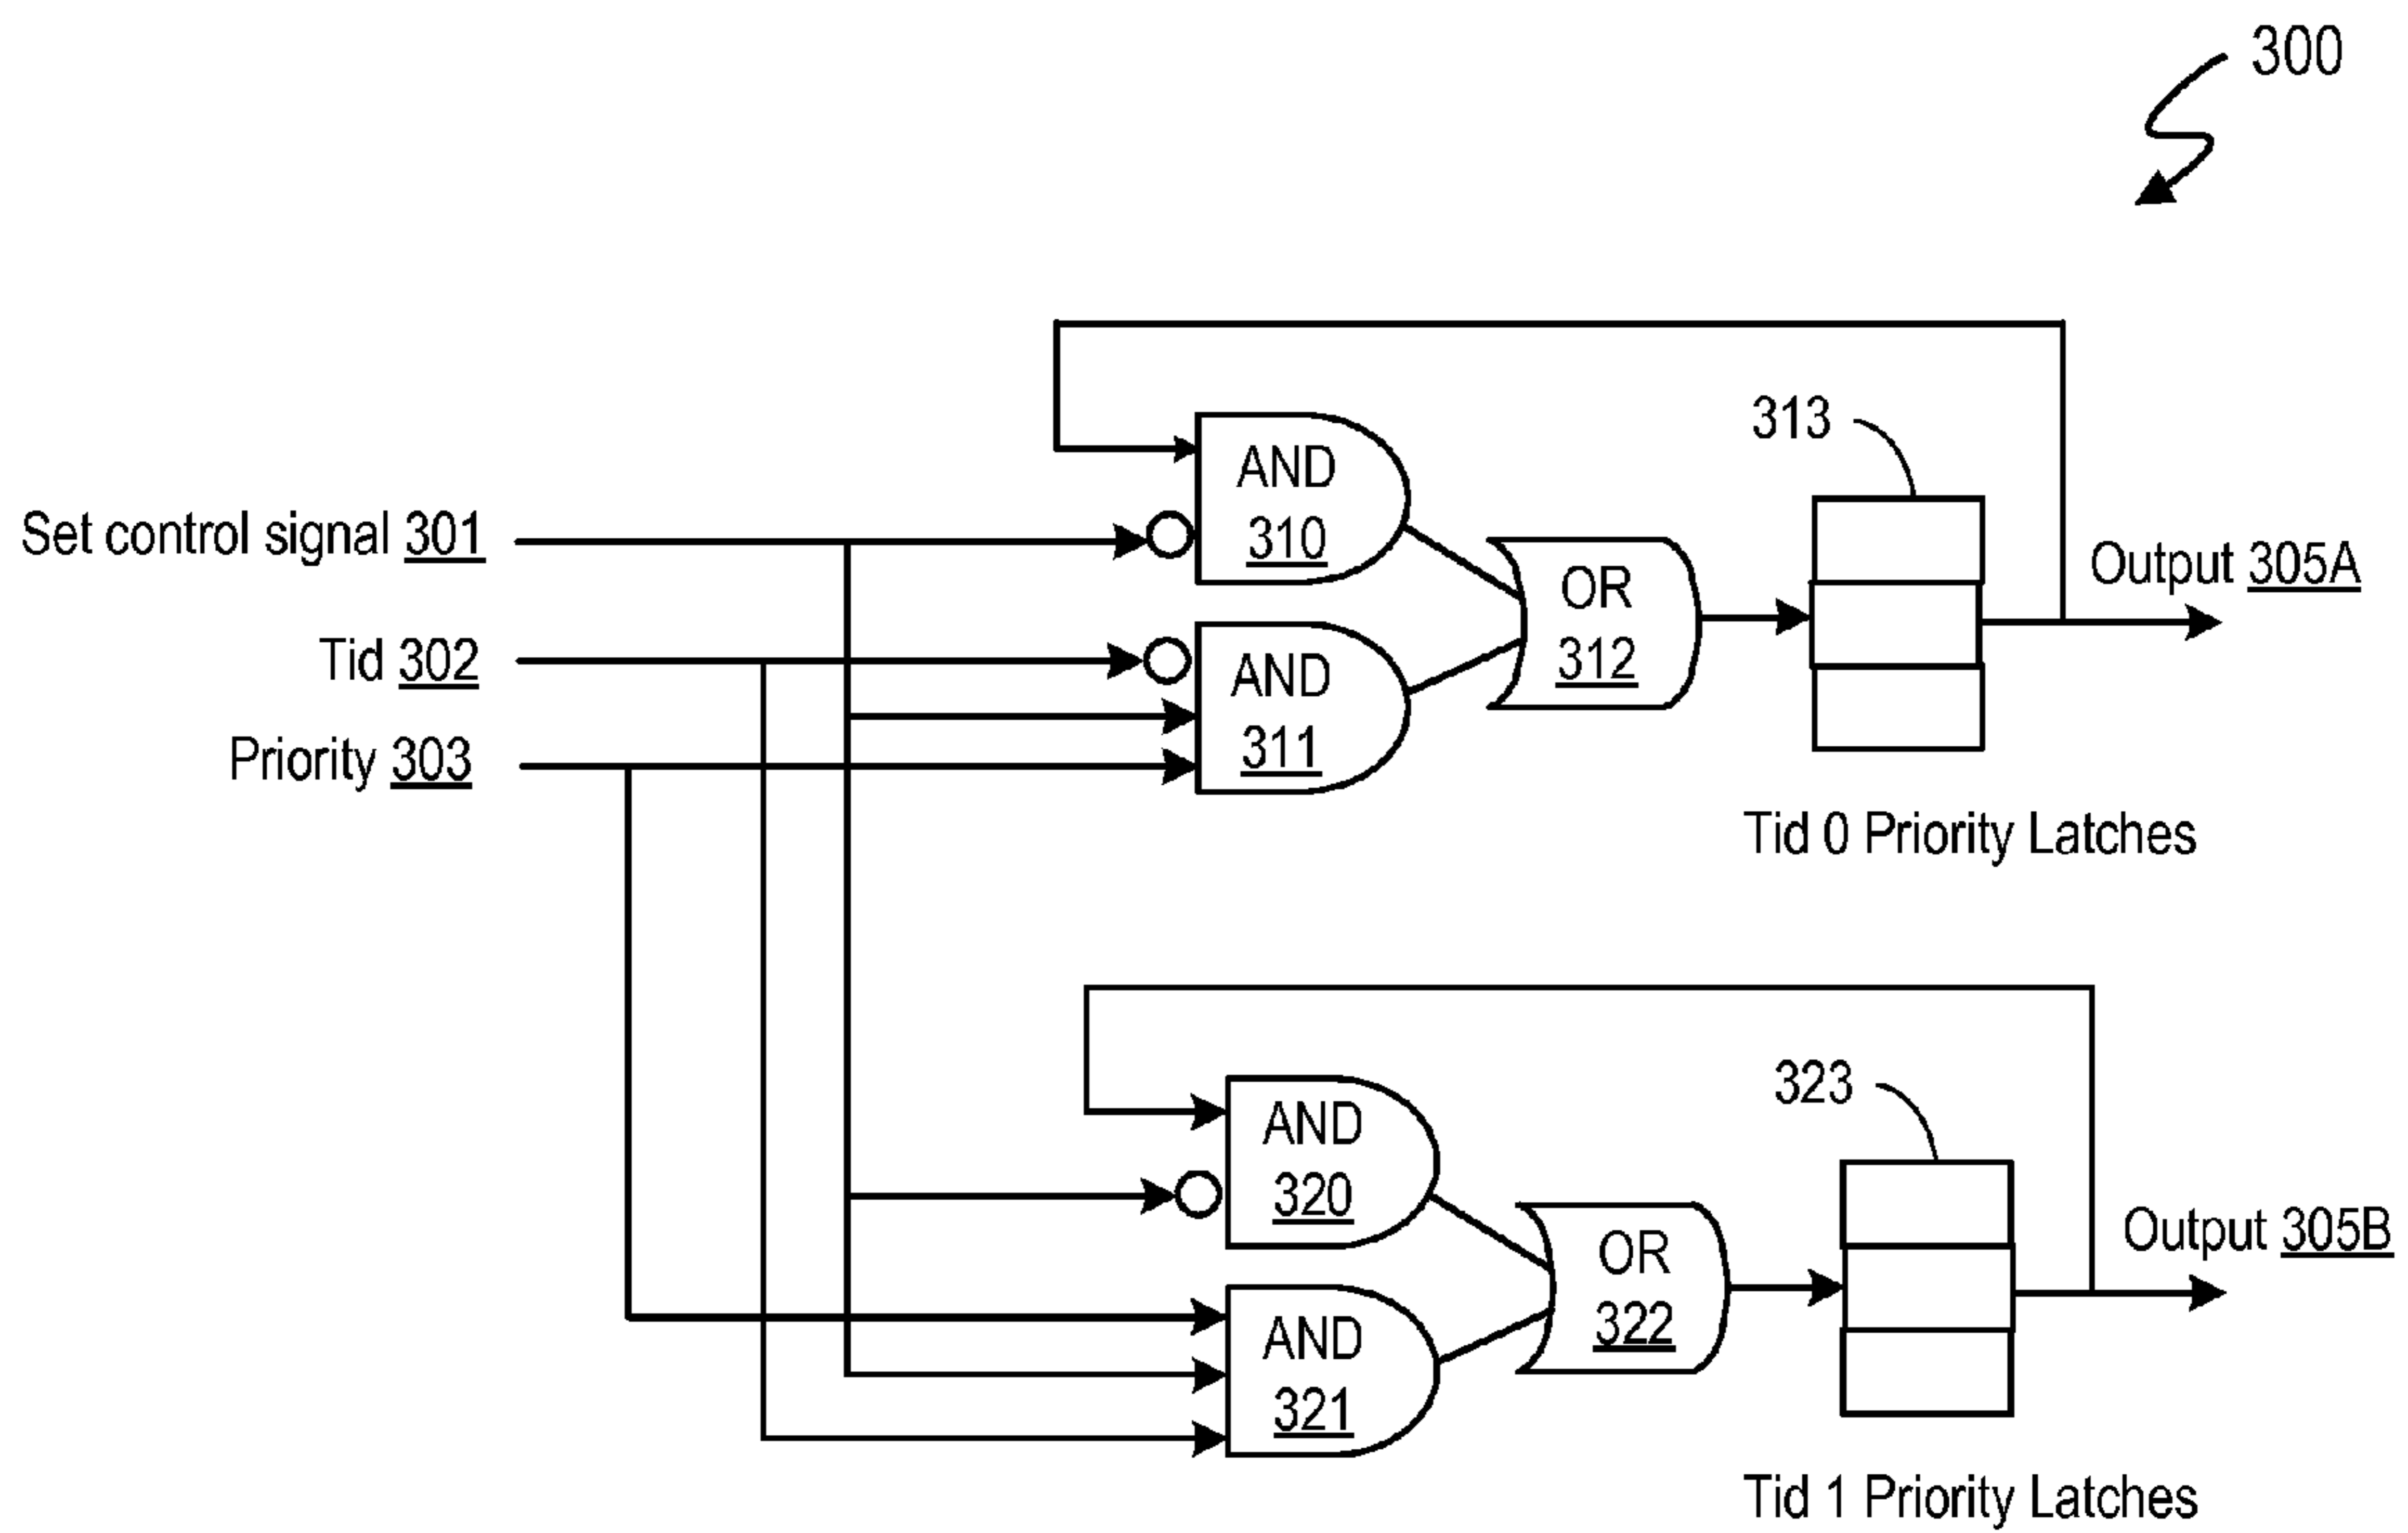 300
313
AND
310
Set control signal 301
OR
312
Output 305A
Tid 302
AND
311
Priority 303
Tid 0 Priority Latches
323
AND
320
Output 305B
OR
322
AND
321
Tid 1 Priority Latches